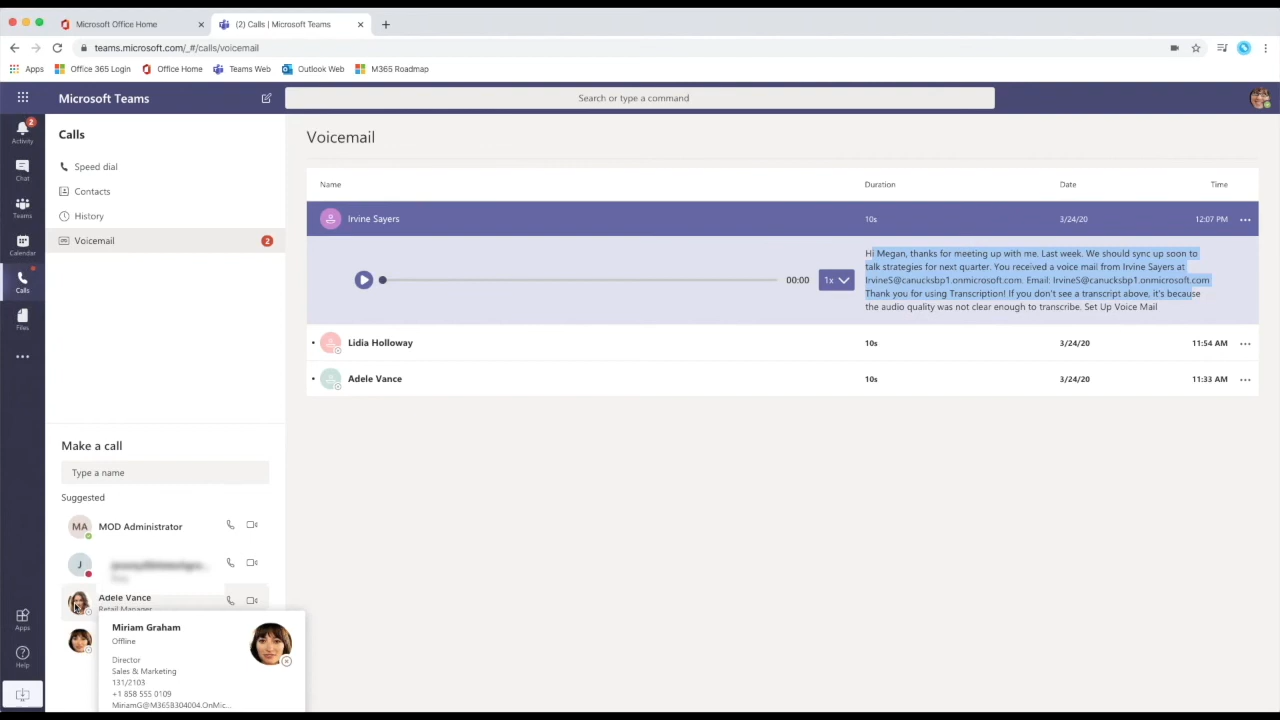 Microsoft Office Home
(2) Calls | Microsoft Teams
teams.microsoft.com/_#/calls/voicemail
Apps
Office 365 Login
Office Home
Teams Web
Outlook Web
M365 Roadmap
Microsoft Teams
Search or type a command
2
Activity
Chat
Teams
Calendar
Calls
Files
Apps
Help
Calls
Speed dial
Contacts
History
Voicemail 2
Make a call
Type a name
Suggested
MA MOD Administrator
J
Adele Vance
Retail Manager
Miriam Graham
Offline
Director
Sales & Marketing
131/2103
+1 858 555 0109
MiriamG@M365B304004.OnMic...
Voicemail
Name Duration Date Time
Irvine Sayers 10s 3/24/20 12:07 PM
00:00 1x
Hi Megan, thanks for meeting up with me. Last week. We should sync up soon to
talk strategies for next quarter. You received a voice mail from Irvine Sayers at
IrvineS@canucksbp1.onmicrosoft.com. Email: IrvineS@canucksbp1.onmicrosoft.com
Thank you for using Transcription! If you don't see a transcript above, it's because
the audio quality was not clear enough to transcribe. Set Up Voice Mail
Lidia Holloway 10s 3/24/20 11:54 AM
Adele Vance 10s 3/24/20 11:33 AM